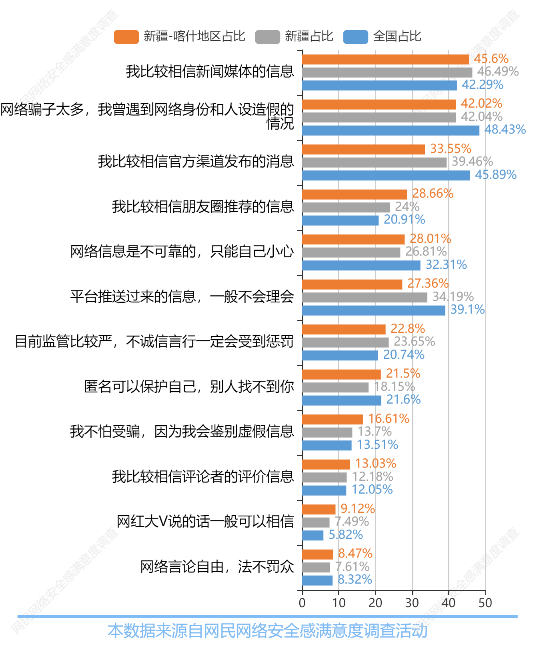 新疆-喀什地区占比 新疆占比 全国占比
我比较相信新闻媒体的信息
45.6%
46.49%
42.29%
网络骗子太多，我曾遇到网络身份和人设造假的
情况
42.02%
42.04%
48.43%
我比较相信官方渠道发布的消息
33.55%
39.46%
45.89%
我比较相信朋友圈推荐的信息
28.66%
24%
20.91%
网络信息是不可靠的，只能自己小心
28.01%
26.81%
32.31%
平台推送过来的信息，一般不会理会
27.36%
34.19%
39.1%
目前监管比较严，不诚信言行一定会受到惩罚
22.8%
23.65%
20.74%
匿名可以保护自己，别人找不到你
21.5%
18.15%
21.6%
我不怕受骗，因为我会鉴别虚假信息
16.61%
13.7%
13.51%
我比较相信评论者的评价信息
13.03%
12.18%
12.05%
网红大V说的话一般可以相信
9.12%
7.49%
5.82%
网络言论自由，法不罚众
8.47%
7.61%
8.32%
0 10 20 30 40 50
本数据来源自网民网络安全感满意度调查活动